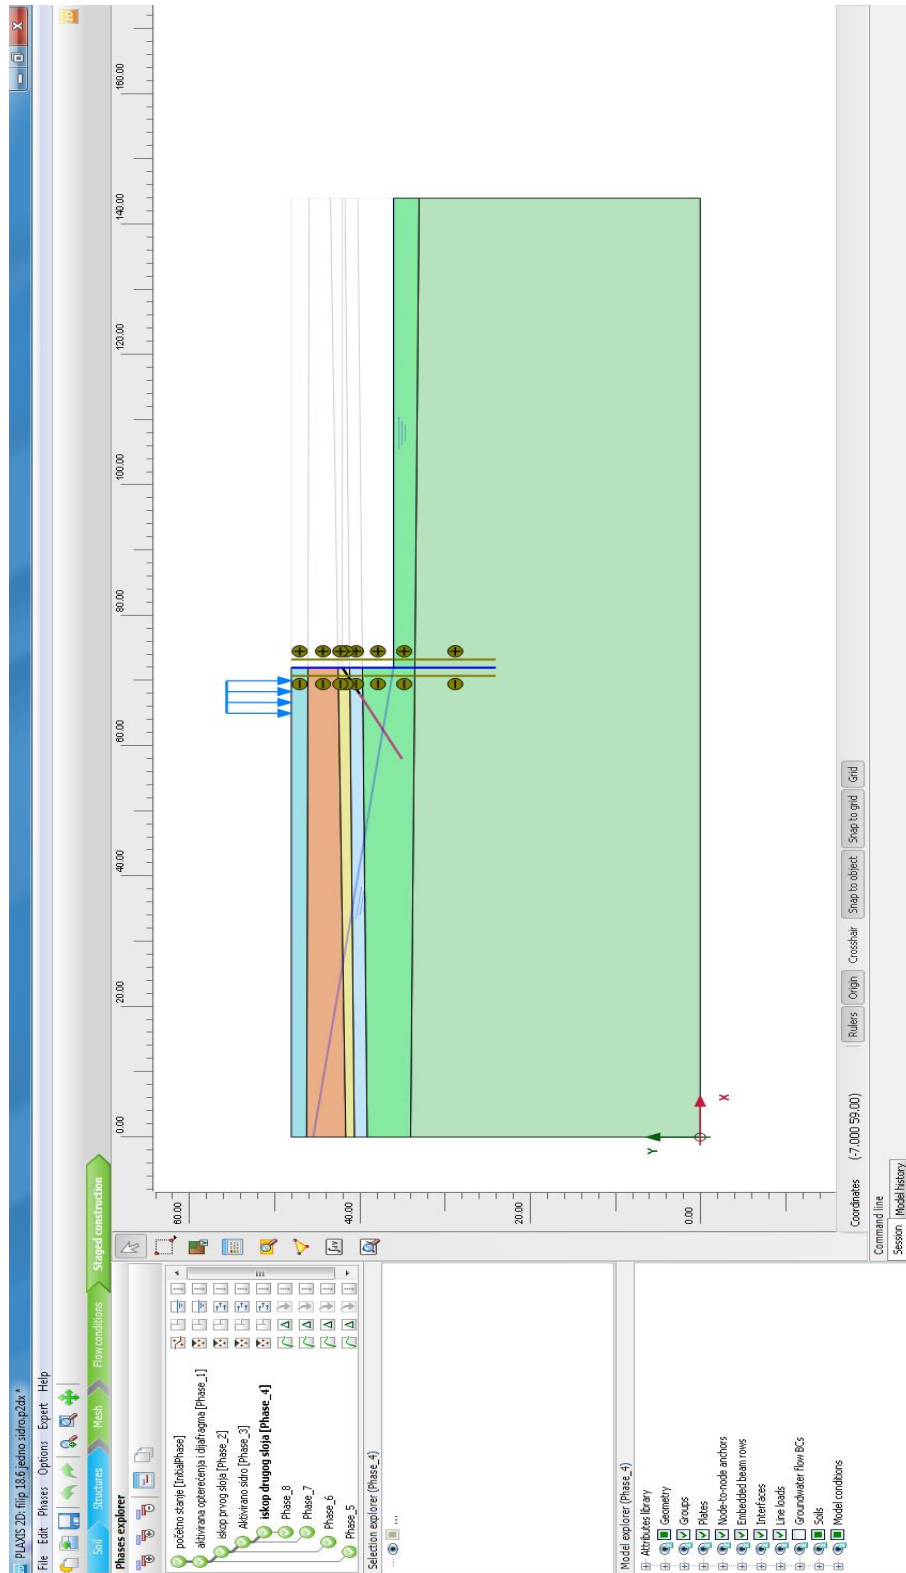 PLAXIS 2D: filip 18.6 jedno sidro.p2dx *
File Edit Phases Options Expert Help
Soil Structures Mesh Flow conditions Staged construction
Phases explorer
početno stanje [InitialPhase]
aktivirana opterećenja i dijafragma [Phase_1]
iskop prvog sloja [Phase_2]
Aktivirano sidro [Phase_3]
iskop drugog sloja [Phase_4]
Phase_8
Phase_7
Phase_6
Phase_5
Selection explorer (Phase_4)
...
Model explorer (Phase_4)
Attributes library
Geometry
Groups
Plates
Node-to-node anchors
Embedded beam rows
Interfaces
Line loads
Groundwater flow BCs
Soils
Model conditions
0.00 20.00 40.00 60.00 80.00 100.00 120.00 140.00 160.00
60.00
40.00
20.00
0.00
Y
X
Coordinates (-7.000 59.00) Rulers Origin Crosshair Snap to object Snap to grid Grid
Command line
Session Model history